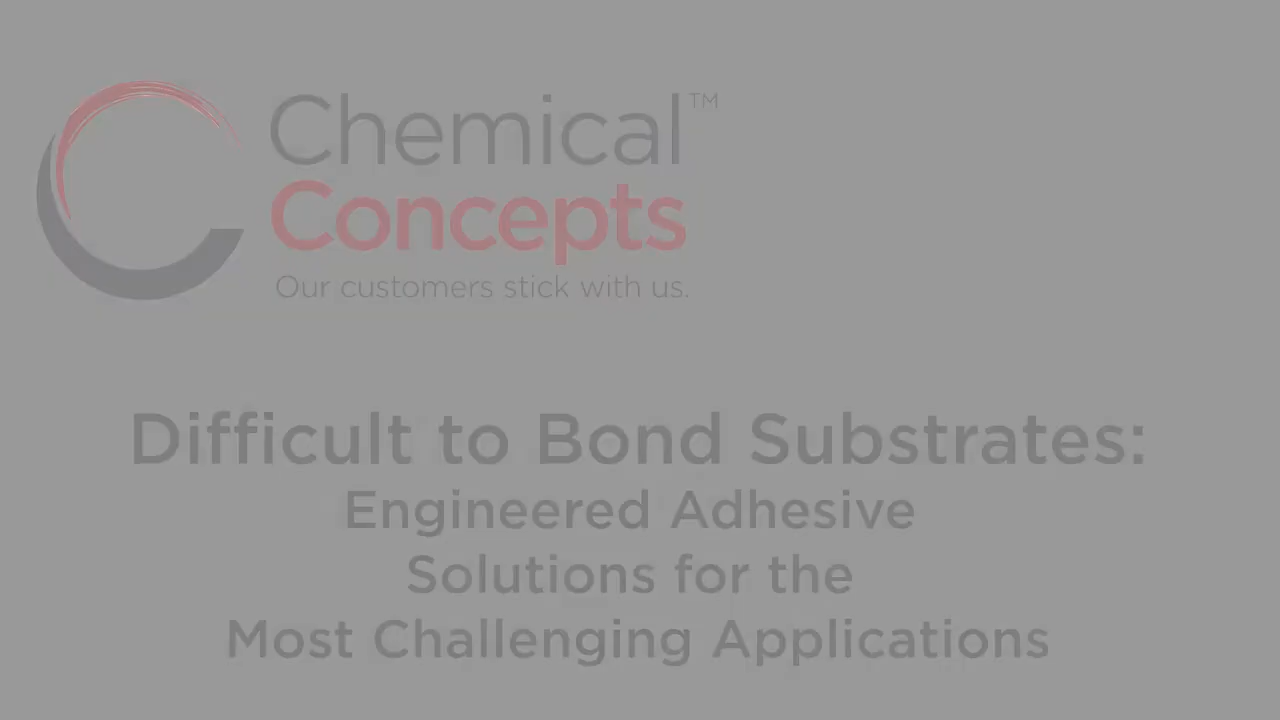 Chemical™
Concepts
Our customers stick with us.
Difficult to Bond Substrates:
Engineered Adhesive
Solutions for the
Most Challenging Applications